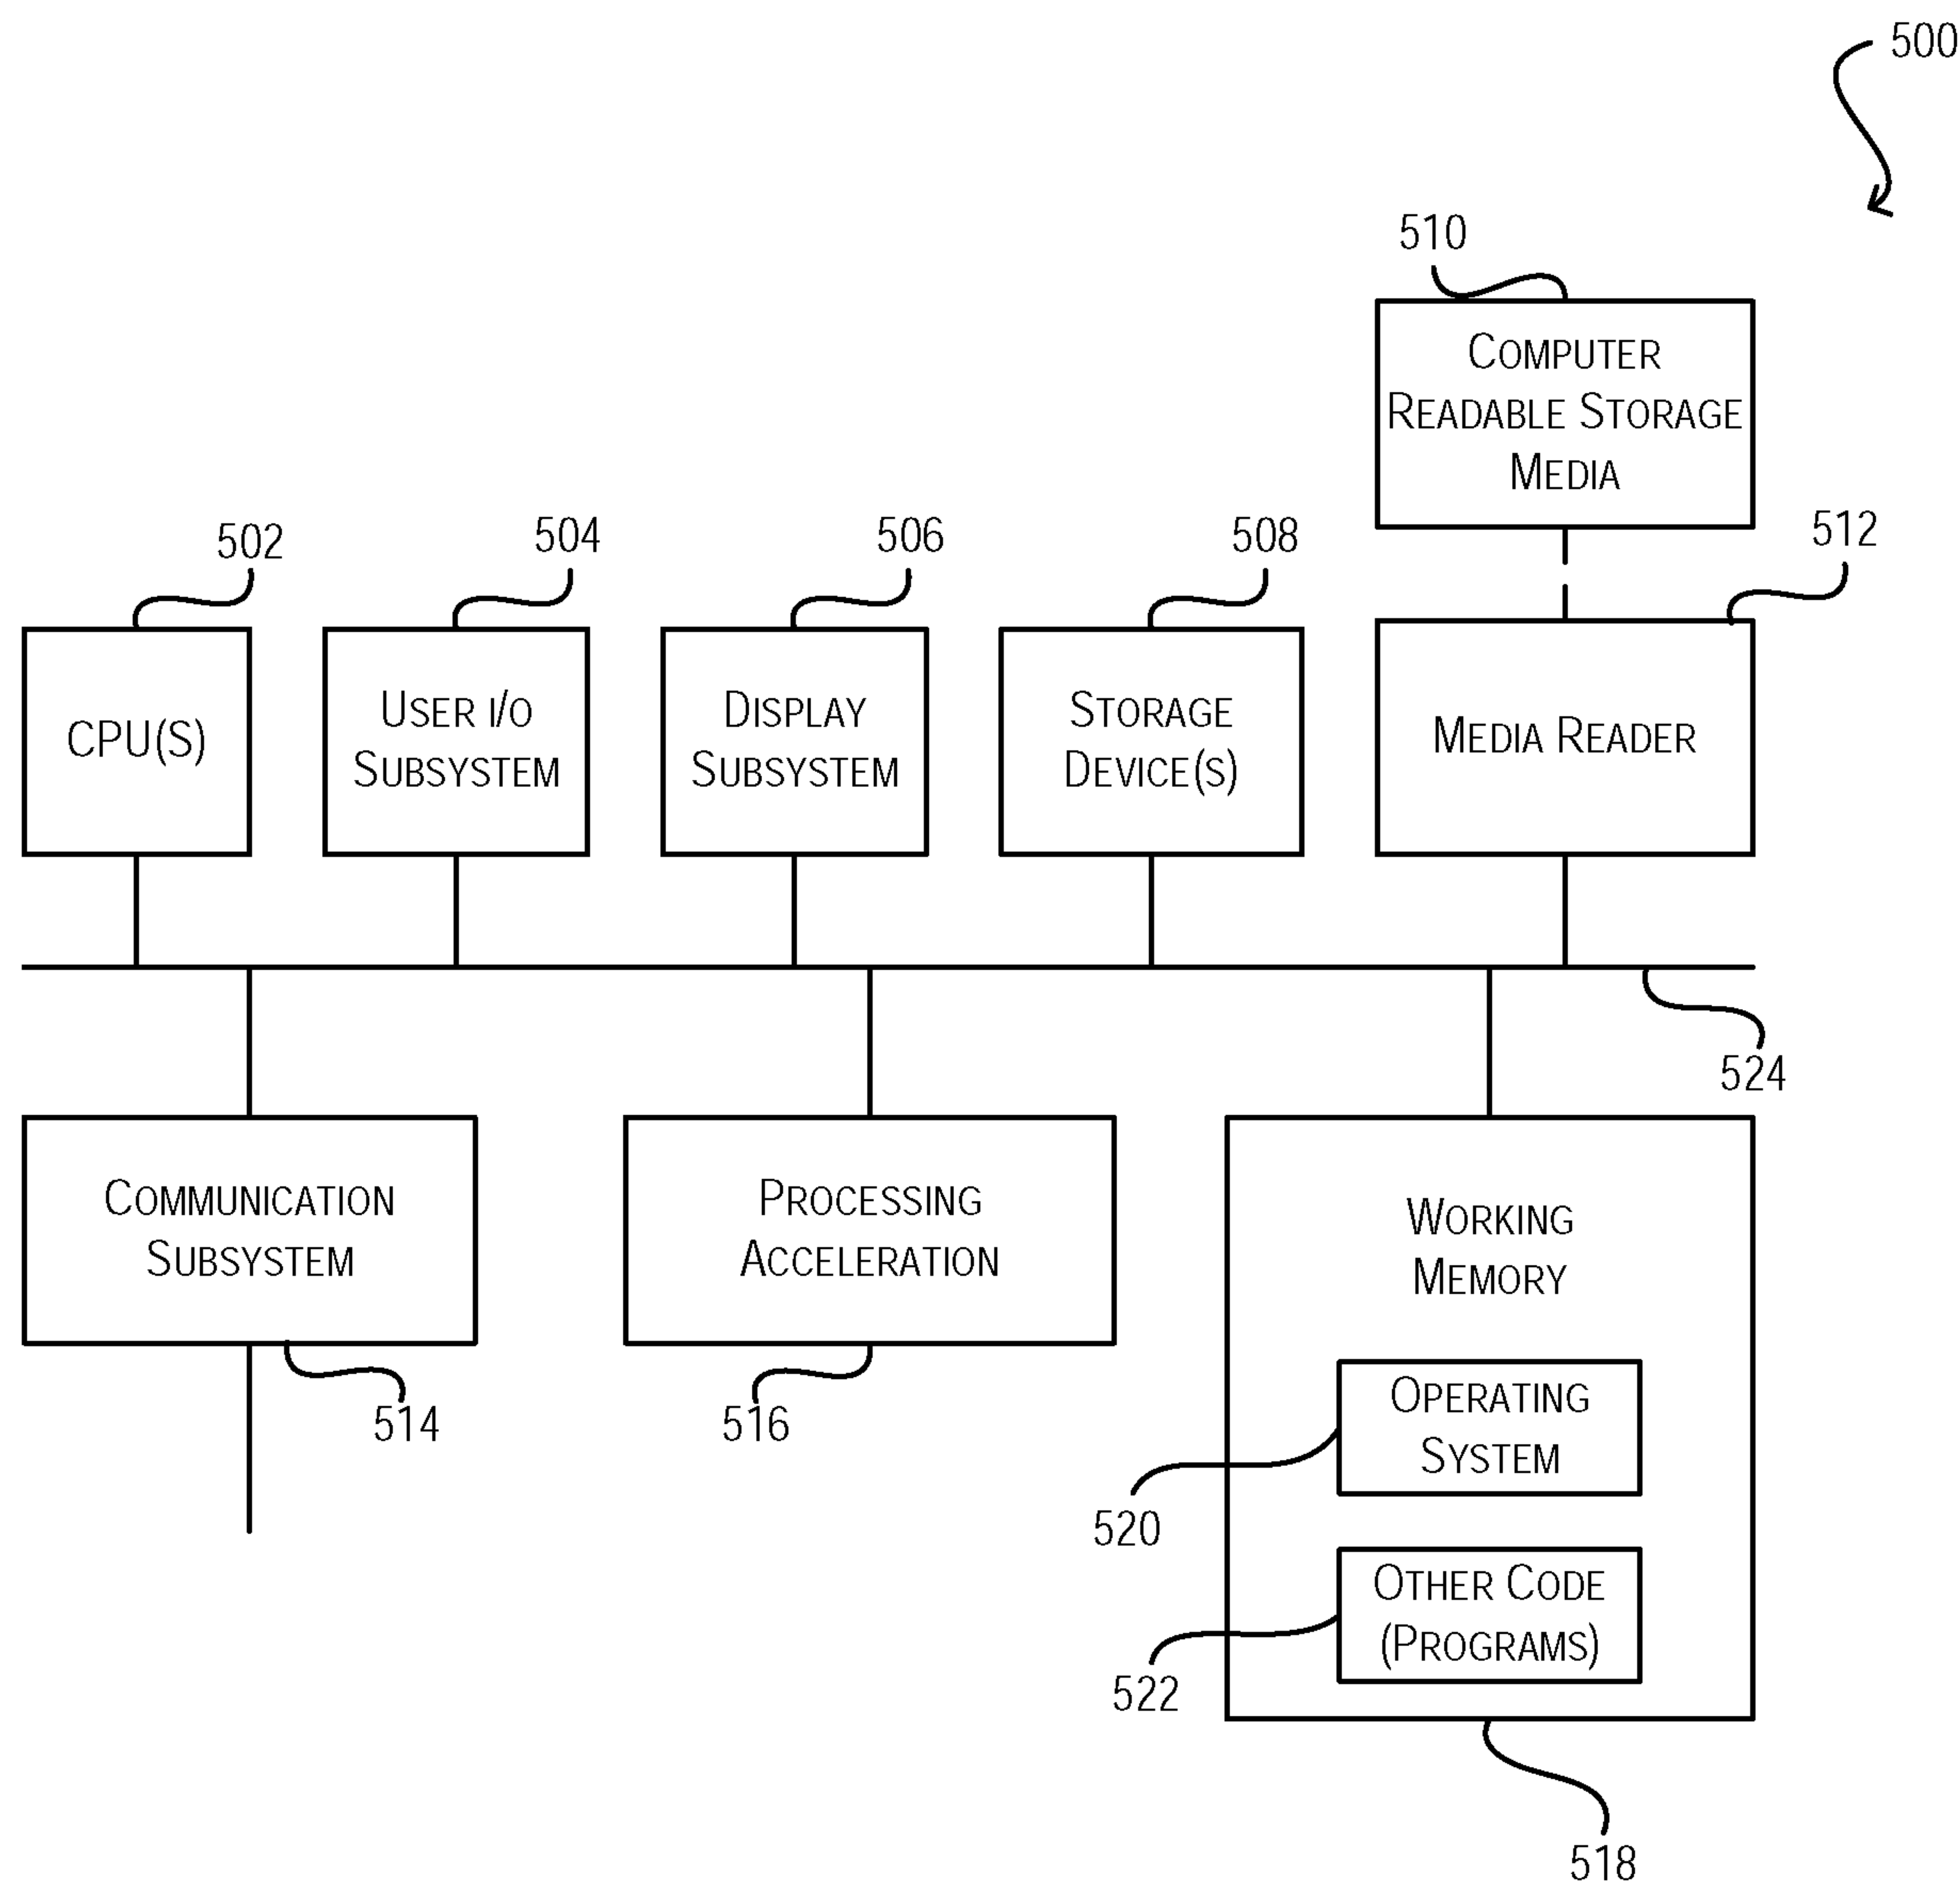 500
510
COMPUTER
READABLE STORAGE
MEDIA
512
502
504
506
508
CPU(S)
USER I/O
SUBSYSTEM
DISPLAY
SUBSYSTEM
STORAGE
DEVICE(S)
MEDIA READER
524
COMMUNICATION
SUBSYSTEM
514
PROCESSING
ACCELERATION
516
WORKING
MEMORY
OPERATING
SYSTEM
520
OTHER CODE
(PROGRAMS)
522
518